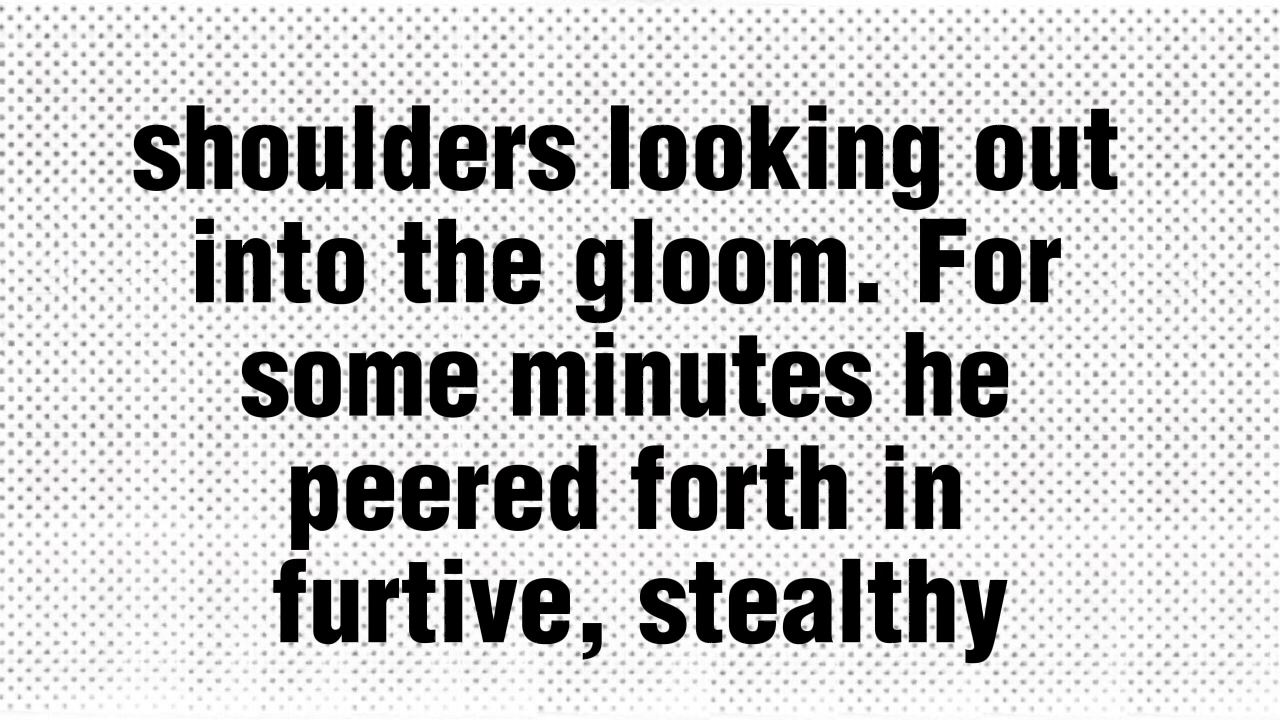 shoulders looking out
into the gloom. For
some minutes he
peered forth in
furtive, stealthy